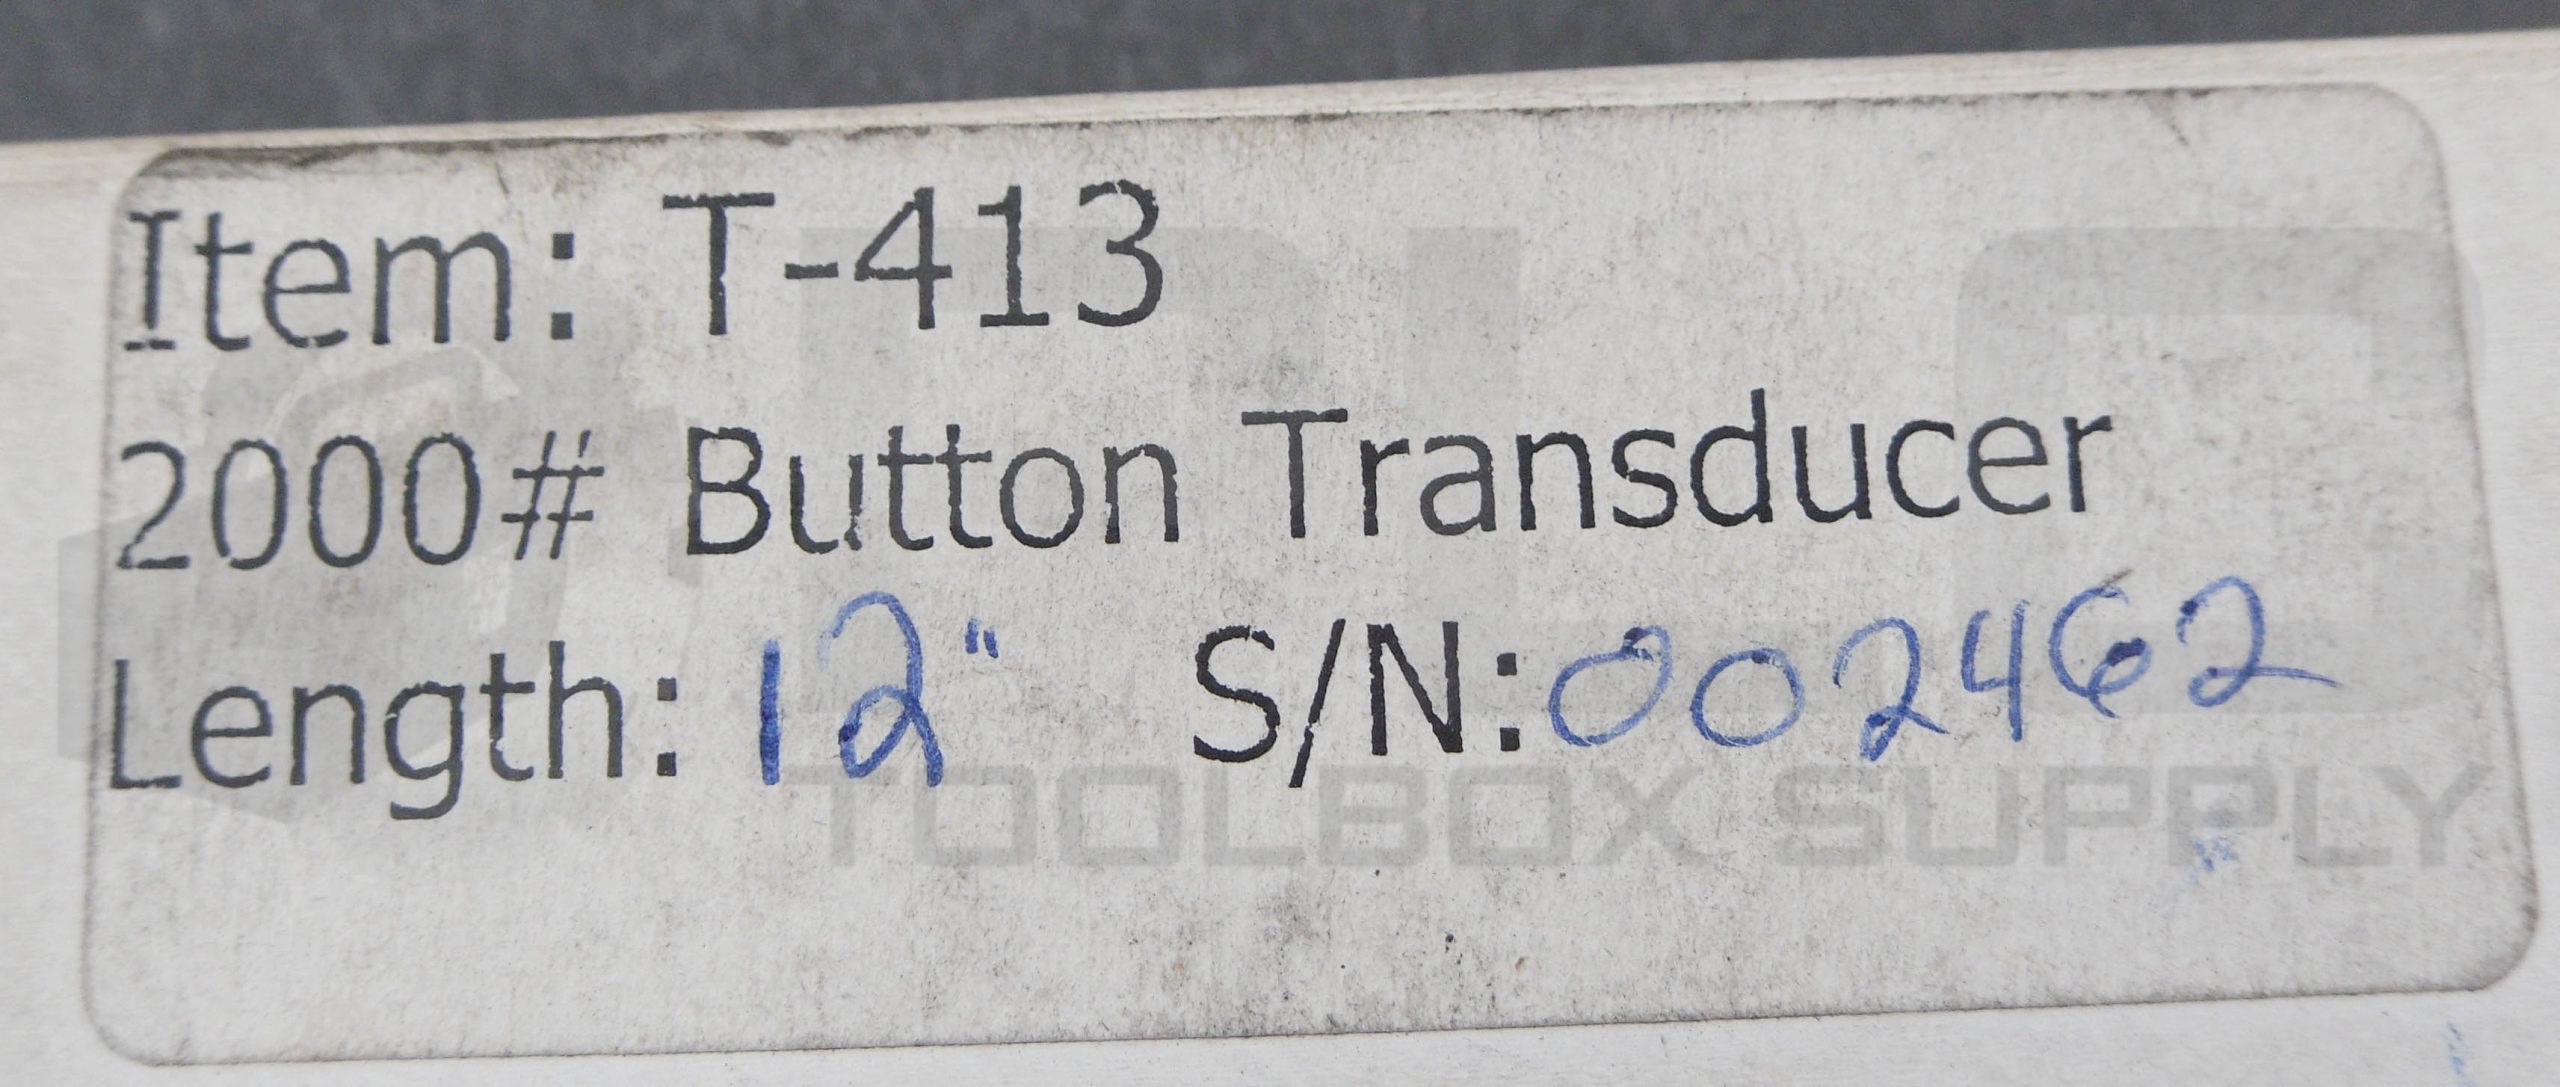 Item: T-413
2000# Button Transducer
Length: 12" S/N: 002462
TOOLBOX SUPPLY